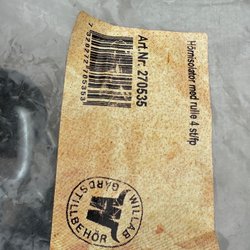 Hörnisolator med rulle 4 st/fp
Art.Nr. 270535
WILLAB
GÅRDSTILLBEHÖR